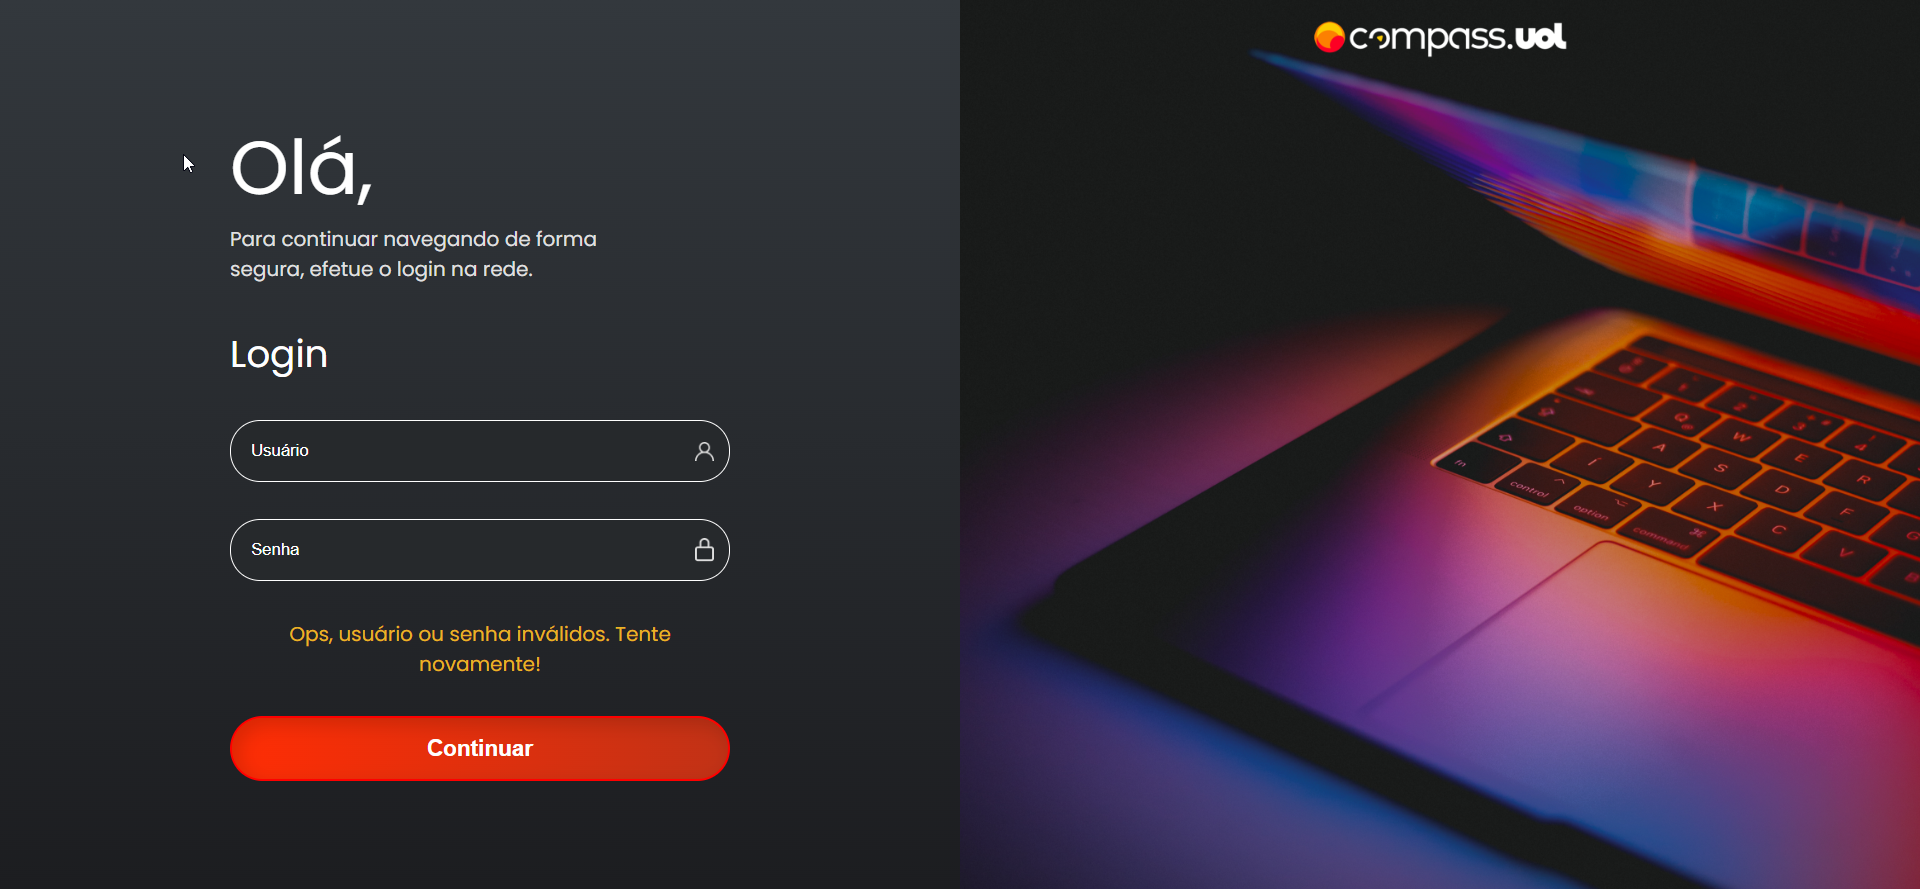 compass.uol
Olá,
Para continuar navegando de forma
segura, efetue o login na rede.
Login
Usuário
Senha
Ops, usuário ou senha inválidos. Tente
novamente!
Continuar
Q W E R
A S D F G
Y X C V B
fn control option command